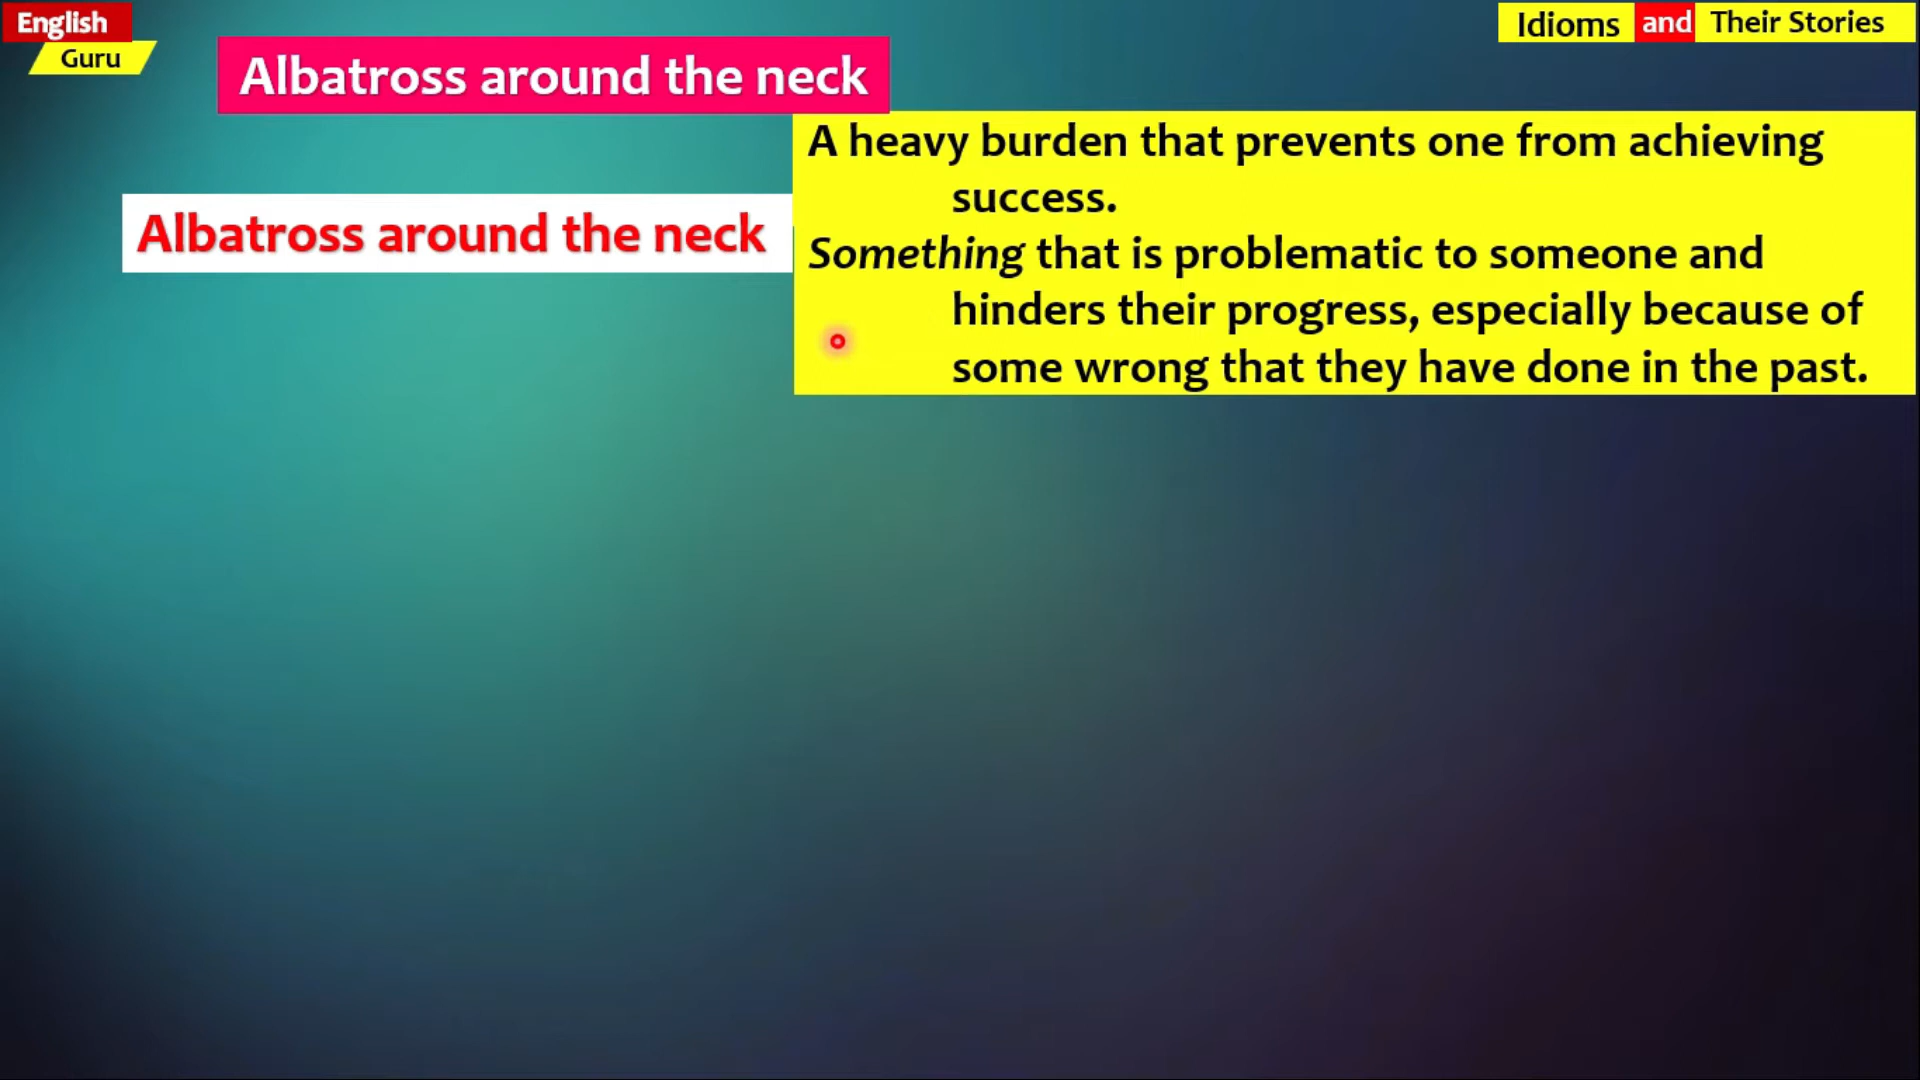 English
Guru
Idioms and Their Stories
Albatross around the neck
Albatross around the neck
A heavy burden that prevents one from achieving
success.
Something that is problematic to someone and
hinders their progress, especially because of
some wrong that they have done in the past.